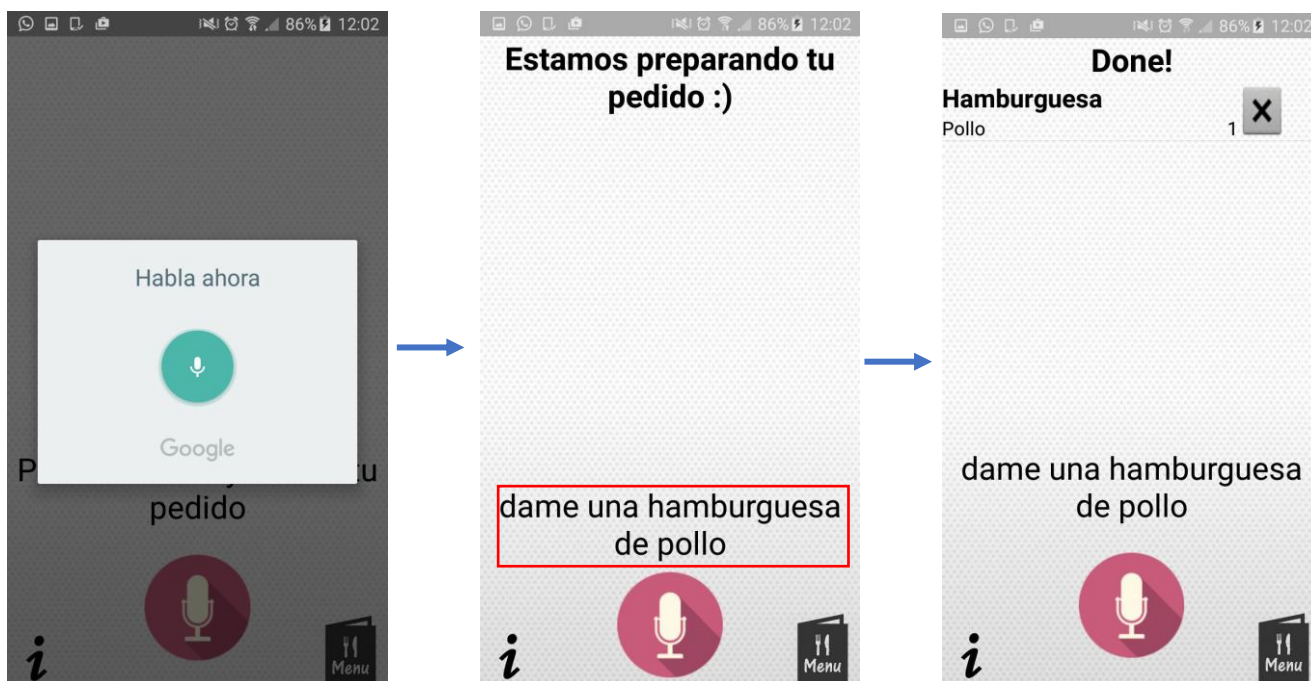 86% 12:02
Habla ahora
Google
P
tu
pedido
Menu
86% 12:02
Estamos preparando tu
pedido :)
dame una hamburguesa
de pollo
i
Menu
86% 12:02
Done!
Hamburguesa
X
Pollo
1
dame una hamburguesa
de pollo
i
Menu